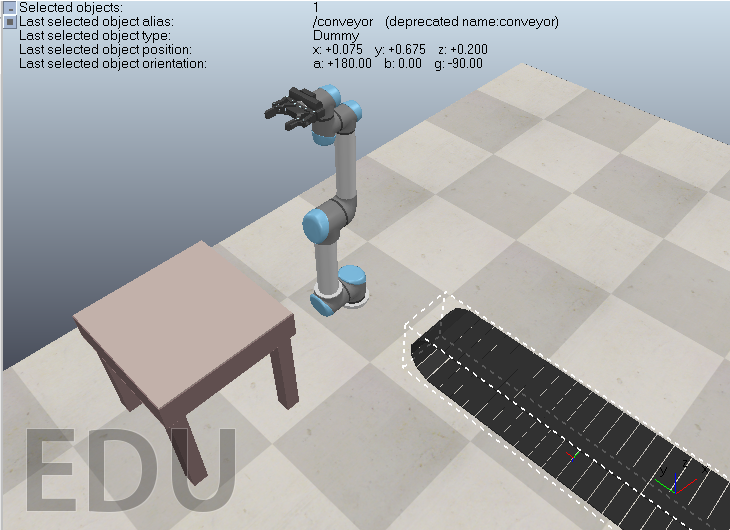 Selected objects: 1
Last selected object alias: /conveyor (deprecated name:conveyor)
Last selected object type: Dummy
Last selected object position: x: +0.075 y: +0.675 z: +0.200
Last selected object orientation: a: +180.00 b: 0.00 g: -90.00
EDU
y z x